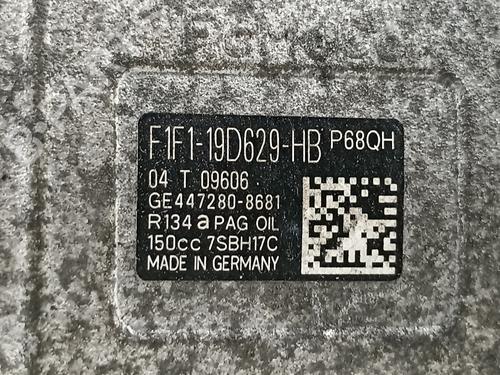 F1F1-19D629-HB P68QH
04 T 09606
GE447280-8681
R134a PAG OIL
150cc 7SBH17C
MADE IN GERMANY